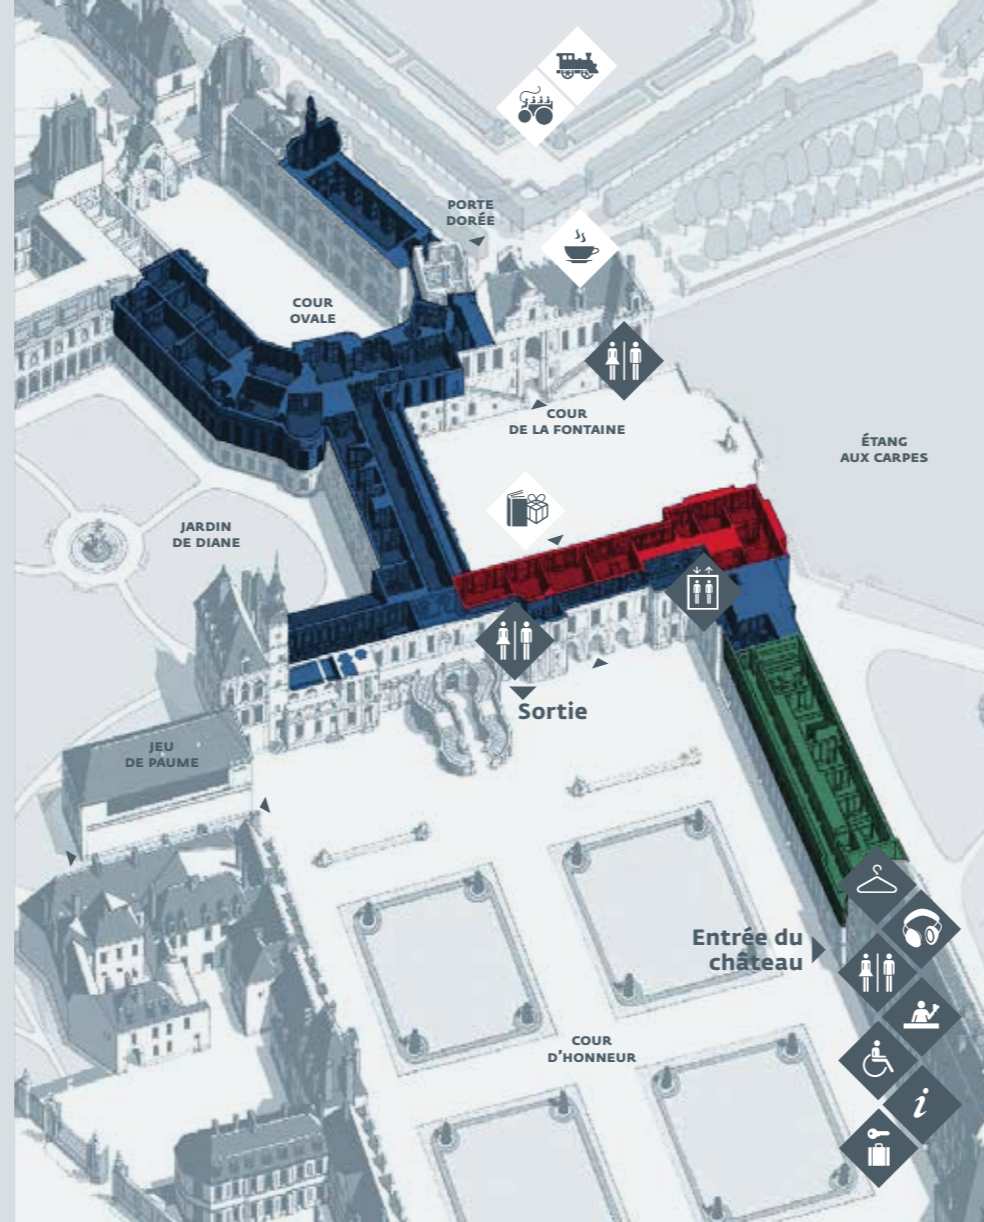 PORTE
DORÉE
COUR
OVALE
COUR
DE LA FONTAINE
ÉTANG
AUX CARPES
JARDIN
DE DIANE
Sortie
JEU
DE PAUME
Entrée du
château
COUR
D'HONNEUR
i